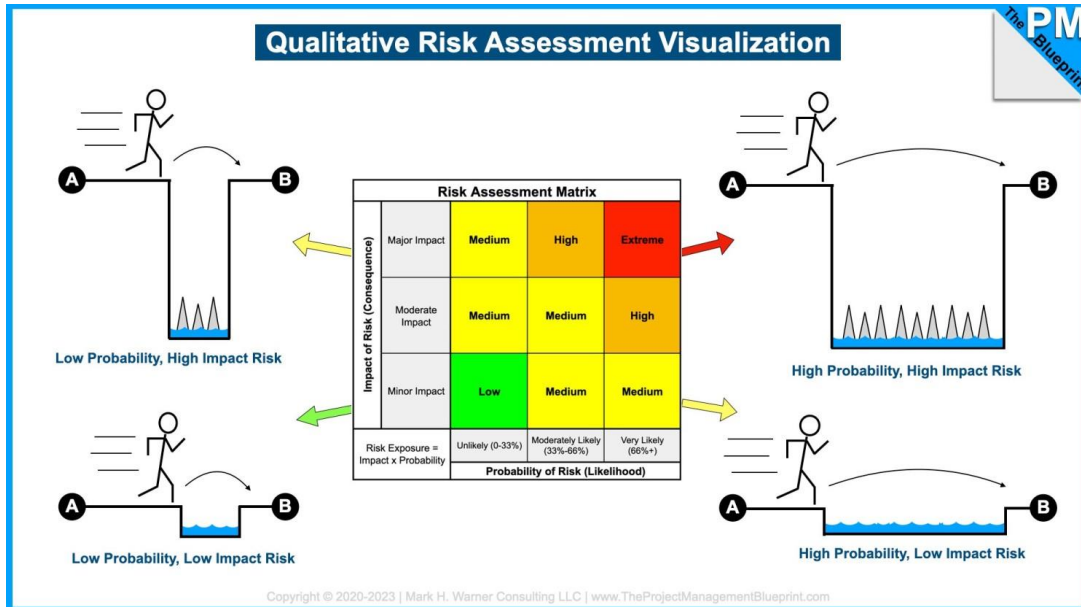 Qualitative Risk Assessment Visualization
The
PM
Blueprint
A
B
Low Probability, High Impact Risk
A
B
High Probability, High Impact Risk
Risk Assessment Matrix
Impact of Risk (Consequence)
Major Impact
Medium
High
Extreme
Moderate
Impact
Medium
Medium
High
Minor Impact
Low
Medium
Medium
Risk Exposure =
Impact x Probability
Unlikely (0-33%)
Moderately Likely
(33%-66%)
Very Likely
(66%+)
Probability of Risk (Likelihood)
A
B
Low Probability, Low Impact Risk
A
B
High Probability, Low Impact Risk
Copyright © 2020-2023 | Mark H. Warner Consulting LLC | www.TheProjectManagementBlueprint.com